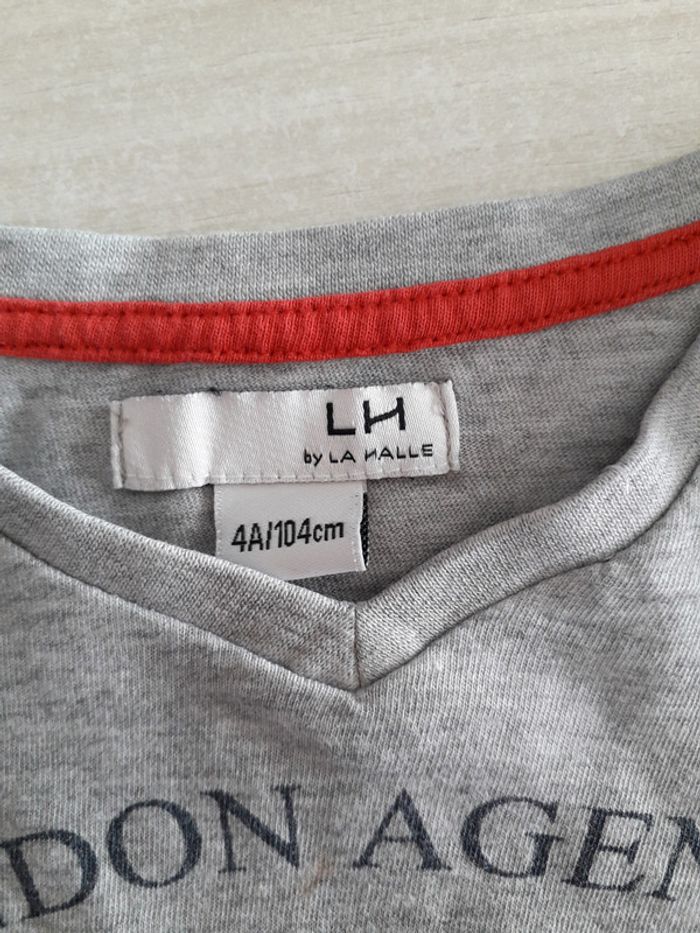 LH
by LA HALLE
4A/104cm
DON AGEN